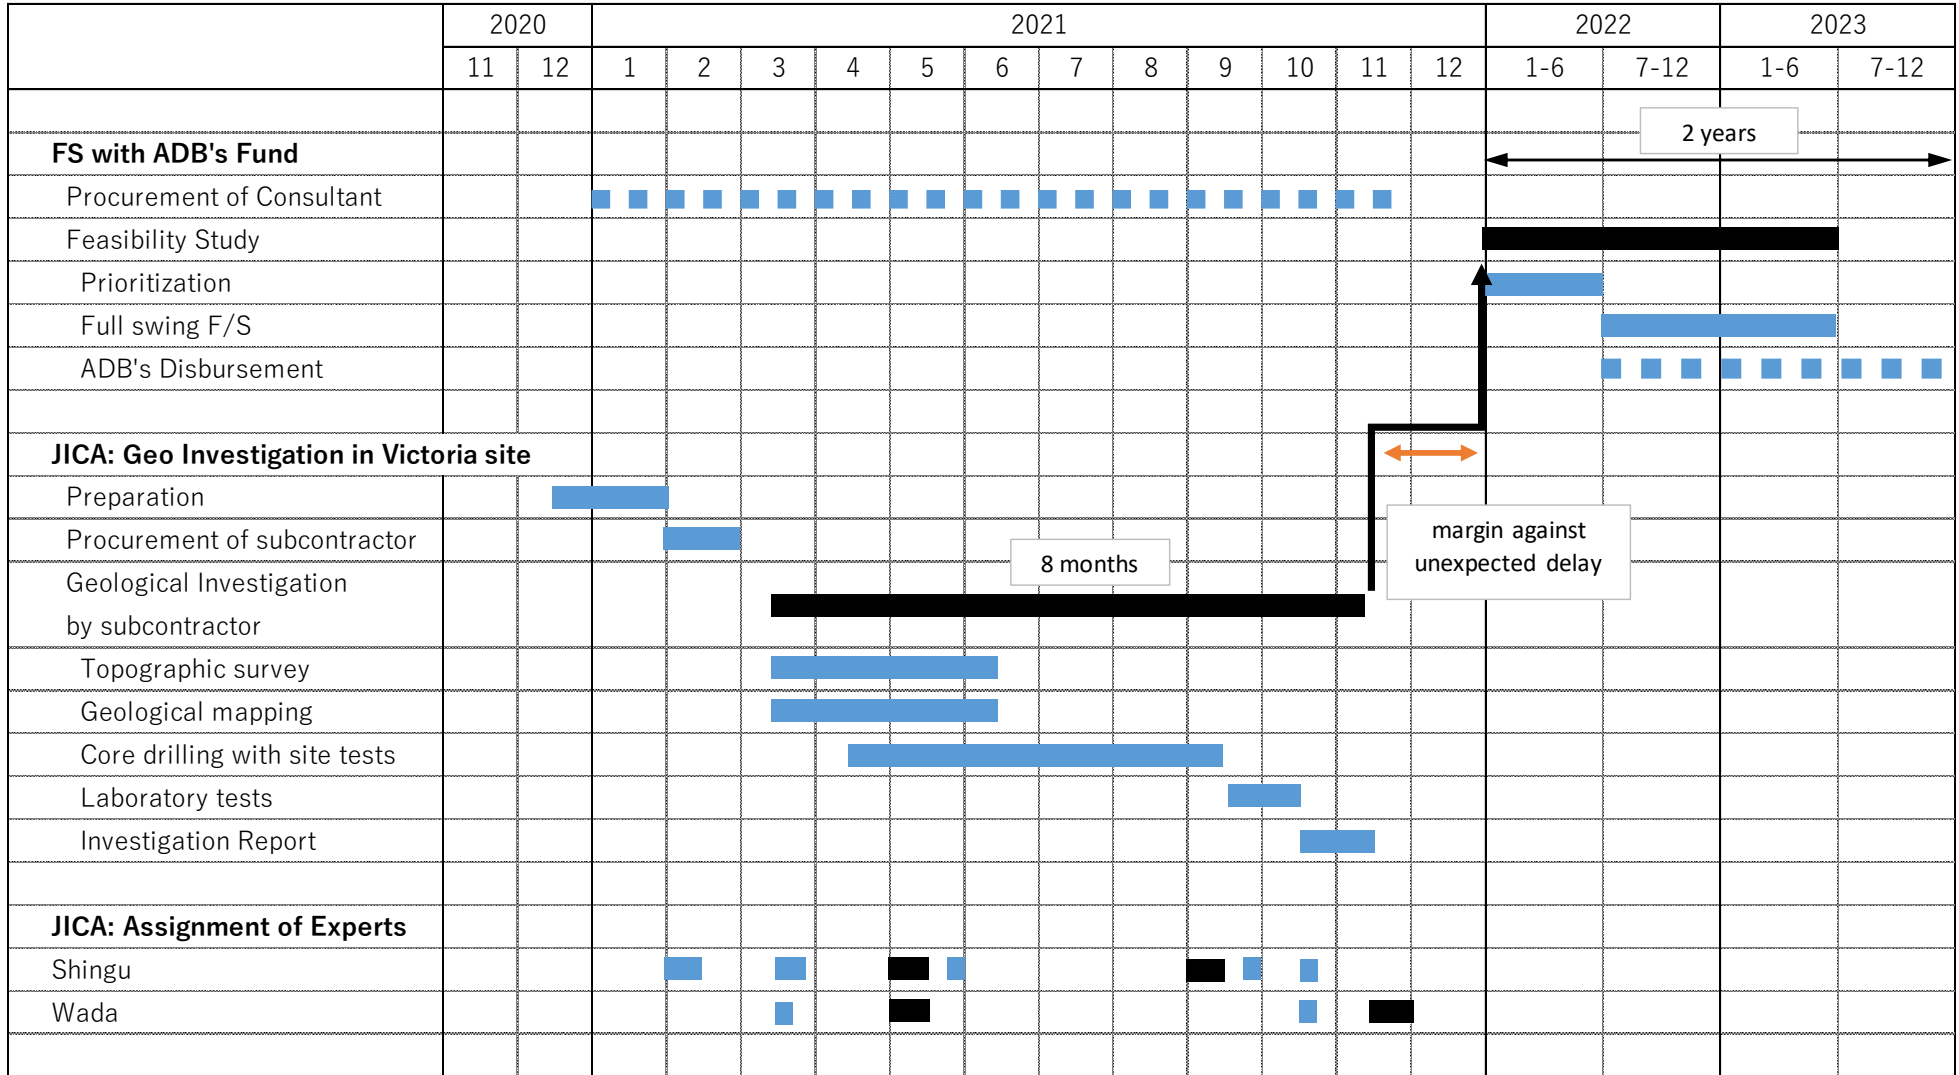 2020 2021 2022 2023
11 12 1 2 3 4 5 6 7 8 9 10 11 12 1-6 7-12 1-6 7-12
2 years
FS with ADB's Fund
Procurement of Consultant
Feasibility Study
Prioritization
Full swing F/S
ADB's Disbursement
JICA: Geo Investigation in Victoria site
Preparation
Procurement of subcontractor
margin against
unexpected delay
8 months
Geological Investigation
by subcontractor
Topographic survey
Geological mapping
Core drilling with site tests
Laboratory tests
Investigation Report
JICA: Assignment of Experts
Shingu
Wada